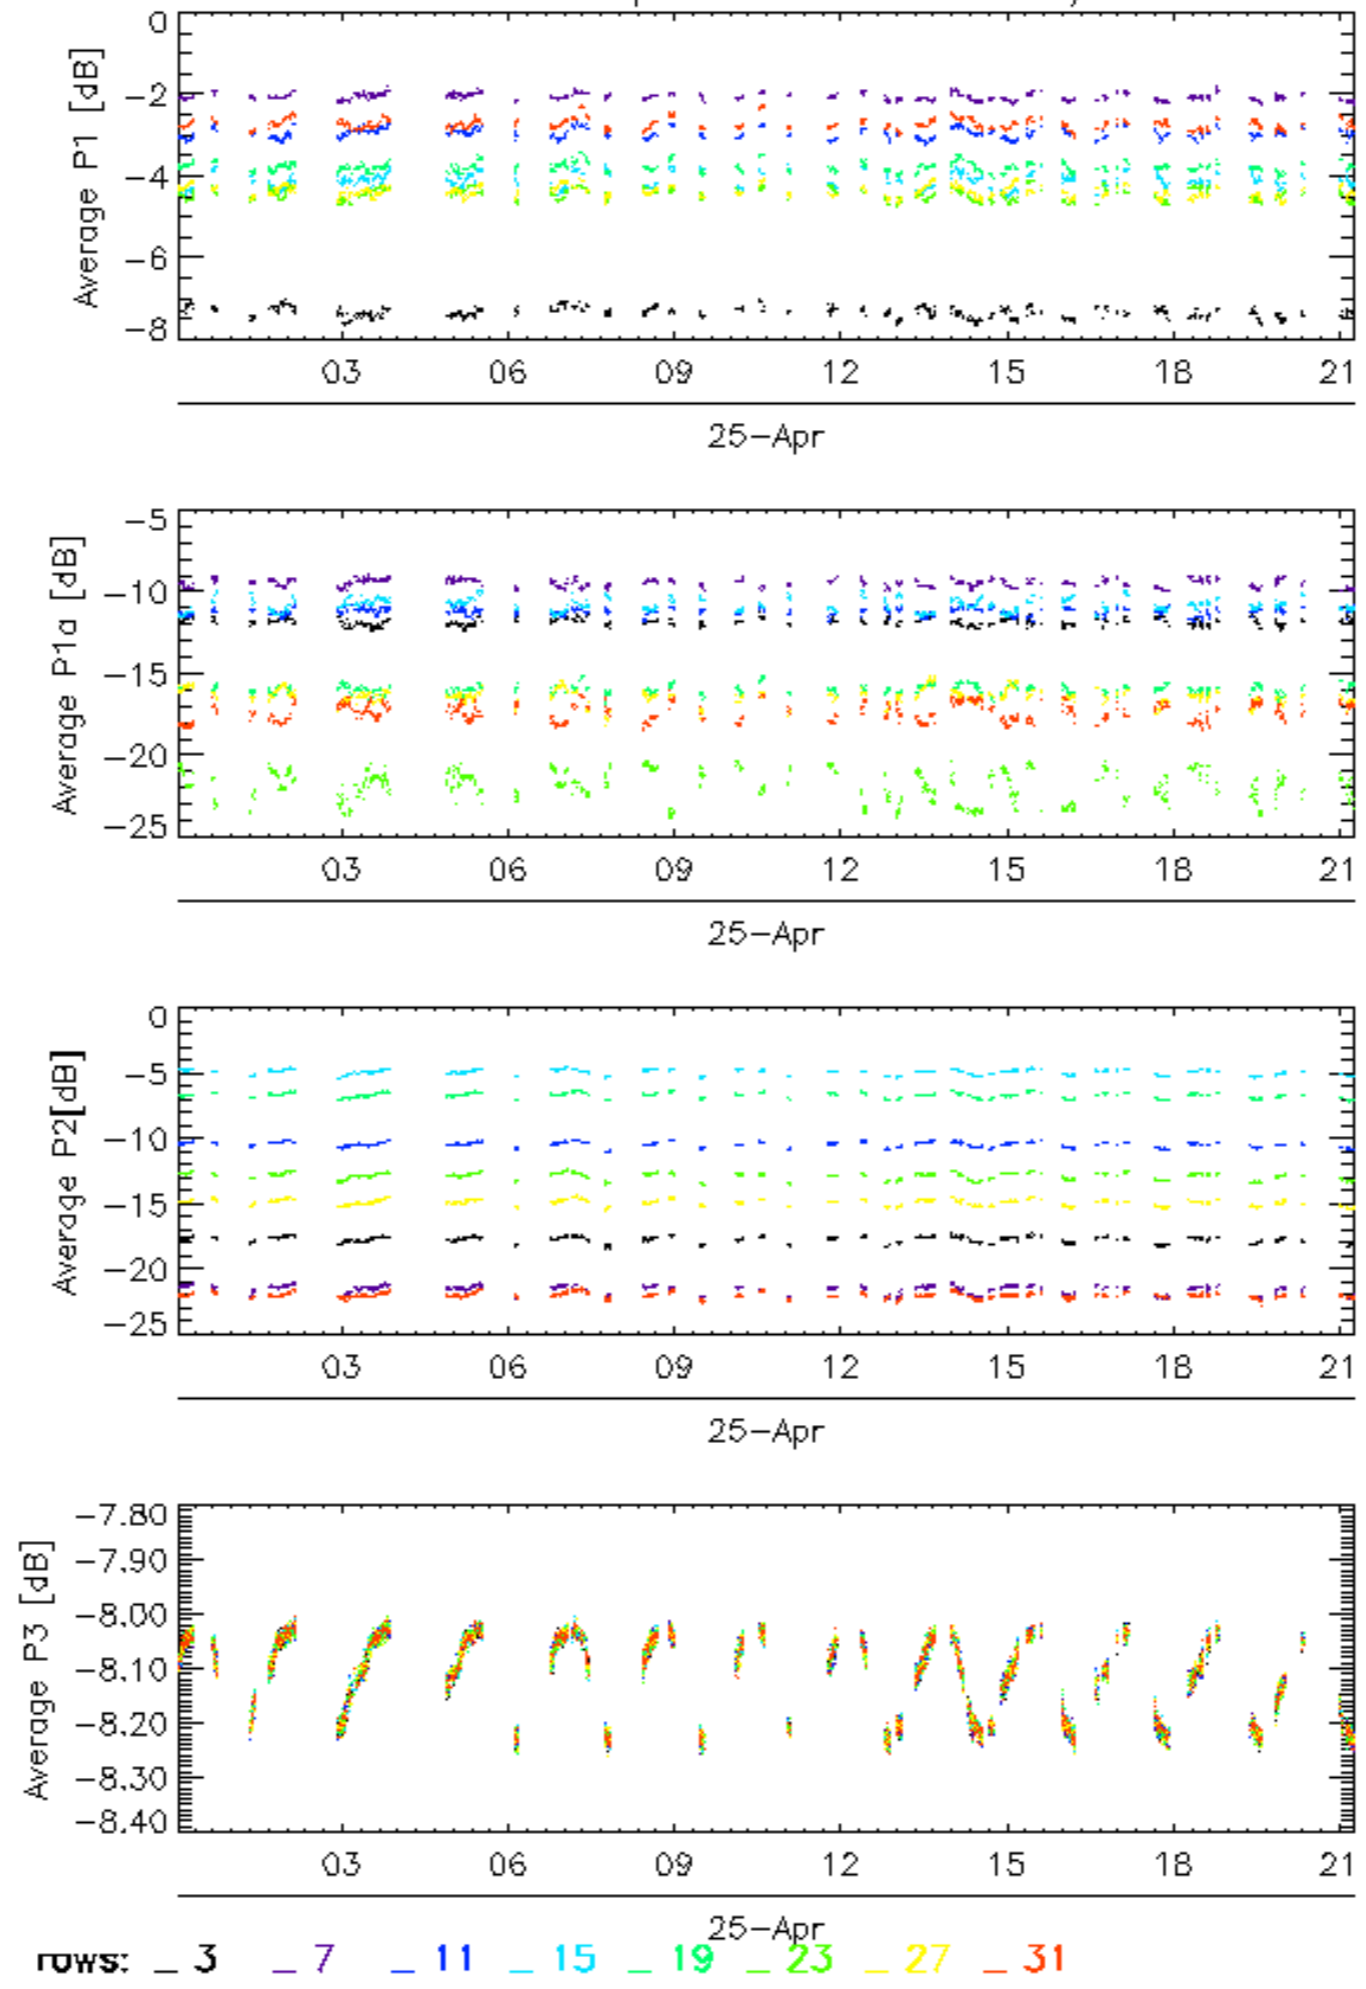 0
−2
−4
−6
−8
Average P1 [dB]
03 06 09 12 15 18 21
25−Apr
−5
−10
−15
−20
−25
Average P1a [dB]
03 06 09 12 15 18 21
25−Apr
0
−5
−10
−15
−20
−25
Average P2[dB]
03 06 09 12 15 18 21
25−Apr
−7.80
−7.90
−8.00
−8.10
−8.20
−8.30
−8.40
Average P3 [dB]
03 06 09 12 15 18 21
25−Apr
rows: _ 3 _ 7 _ 11 _ 15 _ 19 _ 23 _ 27 _ 31